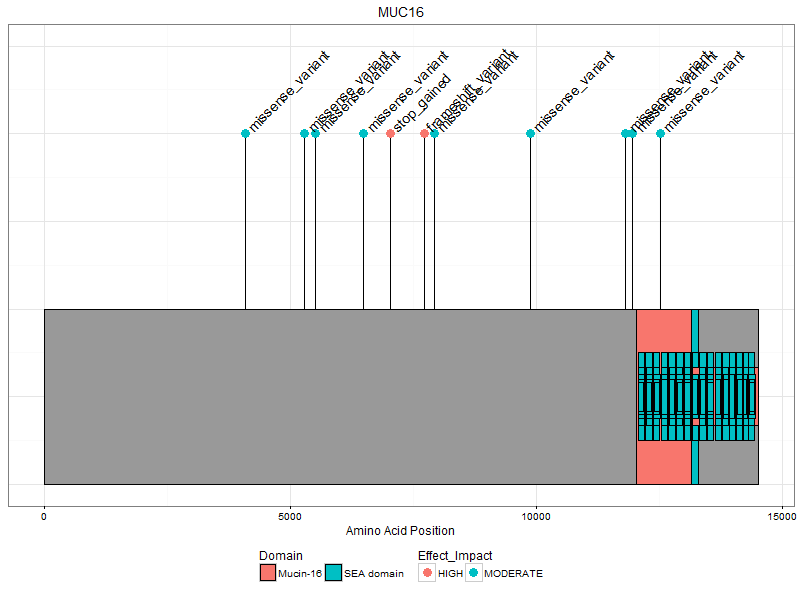 MUC16
missense_variant
missense_variant
missense_variant
missense_variant
stop_gained
frameshift_variant
missense_variant
missense_variant
missense_variant
missense_variant
missense_variant
0 5000 10000 15000
Amino Acid Position
Domain Effect_Impact
Mucin-16 SEA domain HIGH MODERATE